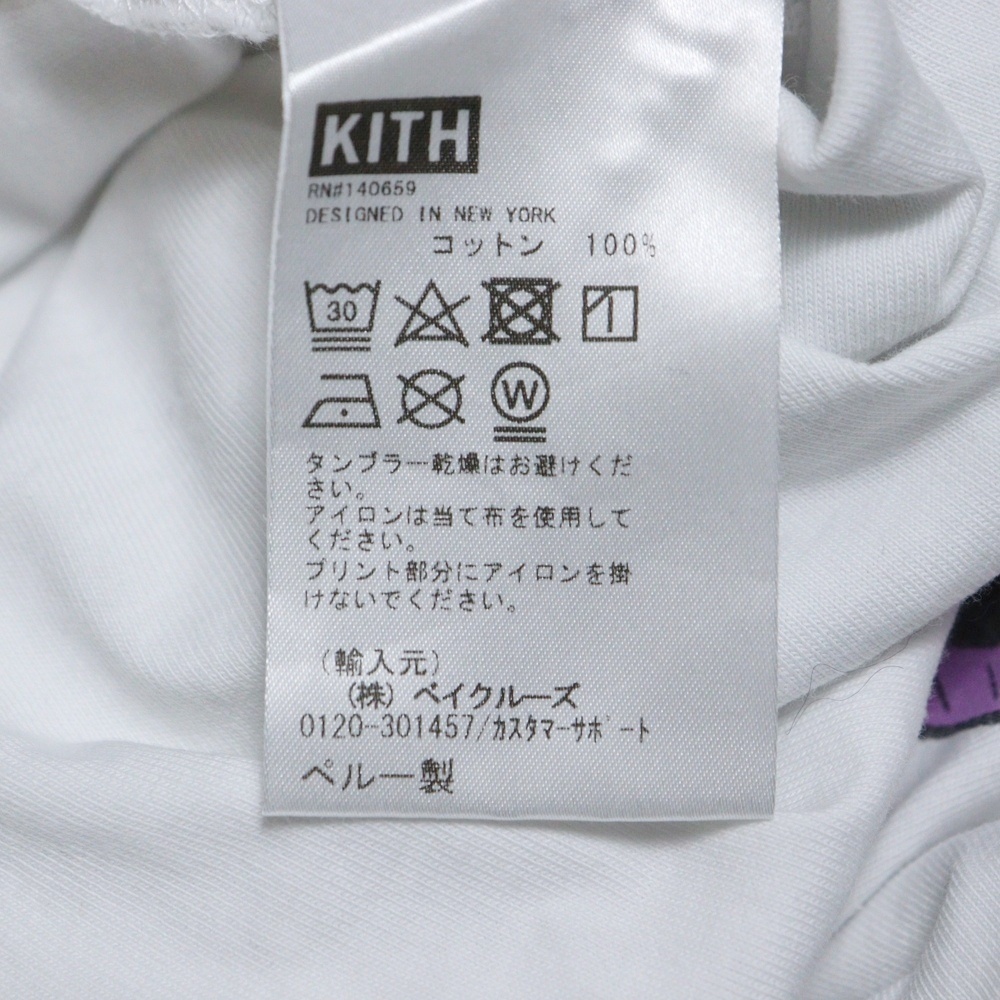 KITH
RN#140659
DESIGNED IN NEW YORK
コットン 100%
30
W
タンブラー乾燥はお避けくだ
さい。
アイロンは当て布を使用して
ください。
プリント部分にアイロンを掛
けないでください。
(輸入元)
(株) ベイクルーズ
0120-301457/カスタマーサポート
ペルー製